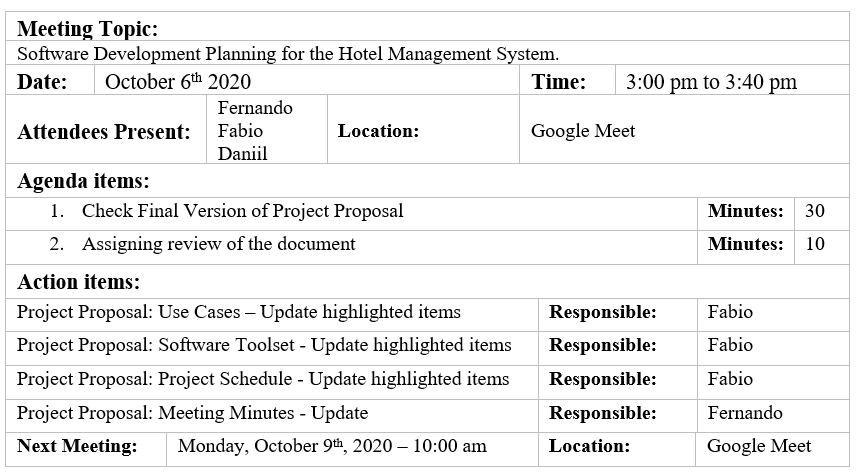 Meeting Topic:
Software Development Planning for the Hotel Management System.
Date: October 6th 2020 Time: 3:00 pm to 3:40 pm
Attendees Present: Fernando
Fabio
Daniil
Location: Google Meet
Agenda items:
1. Check Final Version of Project Proposal Minutes: 30
2. Assigning review of the document Minutes: 10
Action items:
Project Proposal: Use Cases – Update highlighted items Responsible: Fabio
Project Proposal: Software Toolset - Update highlighted items Responsible: Fabio
Project Proposal: Project Schedule - Update highlighted items Responsible: Fabio
Project Proposal: Meeting Minutes - Update Responsible: Fernando
Next Meeting: Monday, October 9th, 2020 – 10:00 am Location: Google Meet